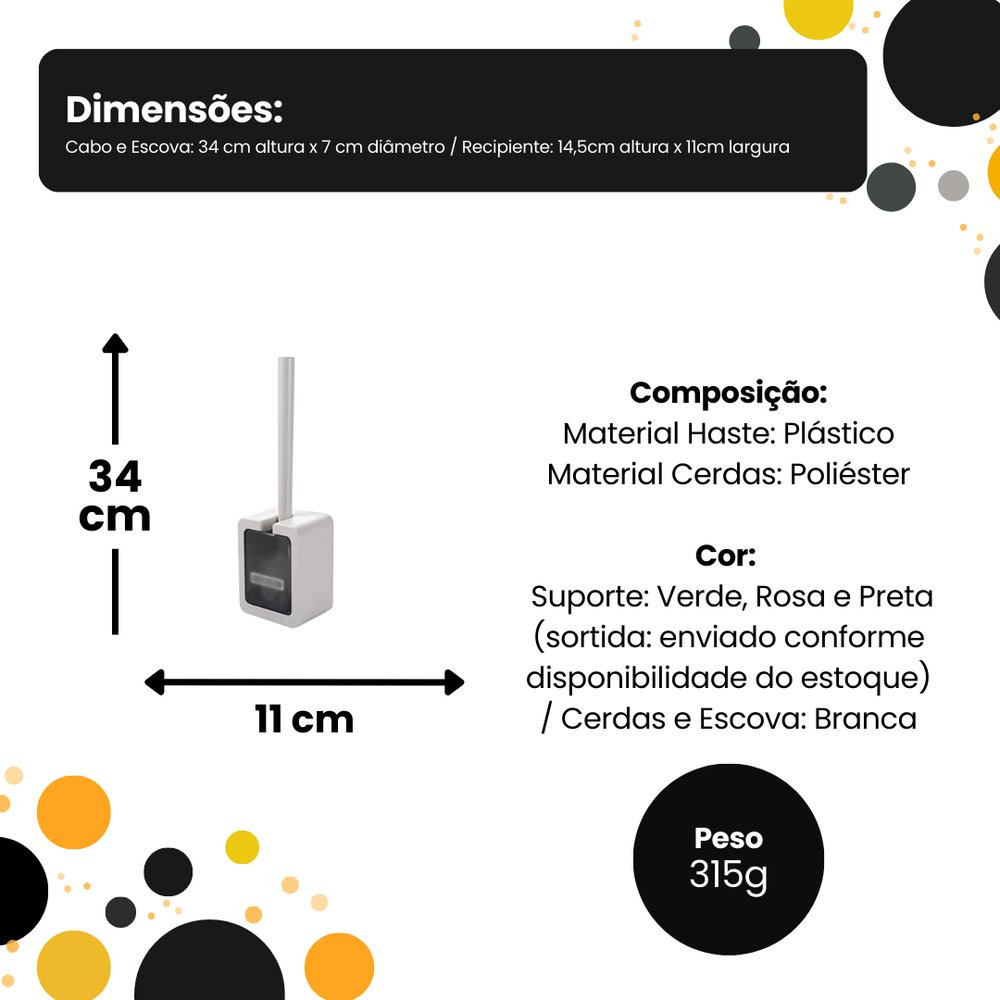 Dimensões:
Cabo e Escova: 34 cm altura x 7 cm diâmetro / Recipiente: 14,5cm altura x 11cm largura
34
cm
11 cm
Composição:
Material Haste: Plástico
Material Cerdas: Poliéster
Cor:
Suporte: Verde, Rosa e Preta
(sortida: enviado conforme
disponibilidade do estoque)
/ Cerdas e Escova: Branca
Peso
315g